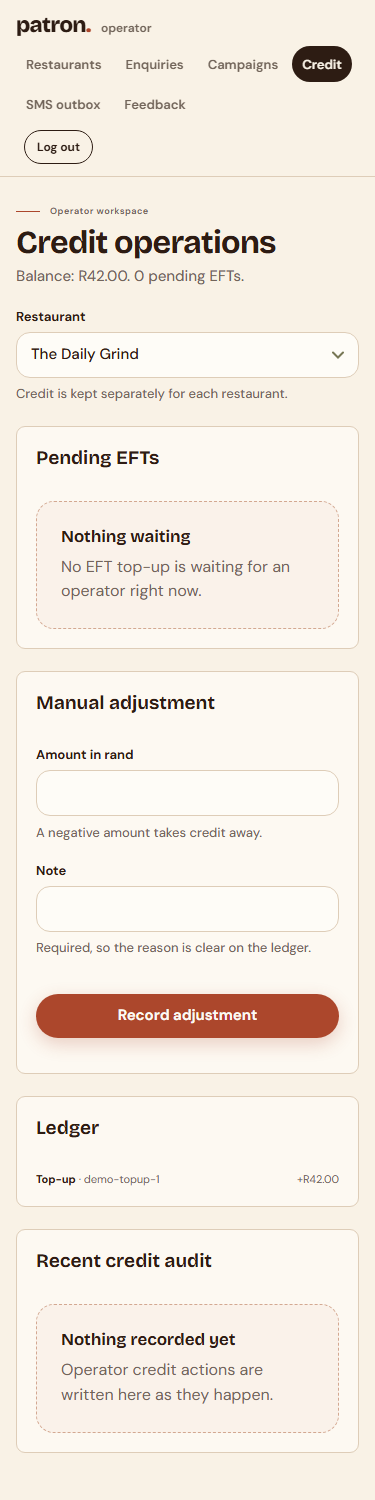 patron. operator
Restaurants Enquiries Campaigns Credit
SMS outbox Feedback
Log out
Operator workspace
Credit operations
Balance: R42.00. 0 pending EFTs.
Restaurant
The Daily Grind
Credit is kept separately for each restaurant.
Pending EFTs
Nothing waiting
No EFT top-up is waiting for an
operator right now.
Manual adjustment
Amount in rand
A negative amount takes credit away.
Note
Required, so the reason is clear on the ledger.
Record adjustment
Ledger
Top-up · demo-topup-1 +R42.00
Recent credit audit
Nothing recorded yet
Operator credit actions are
written here as they happen.